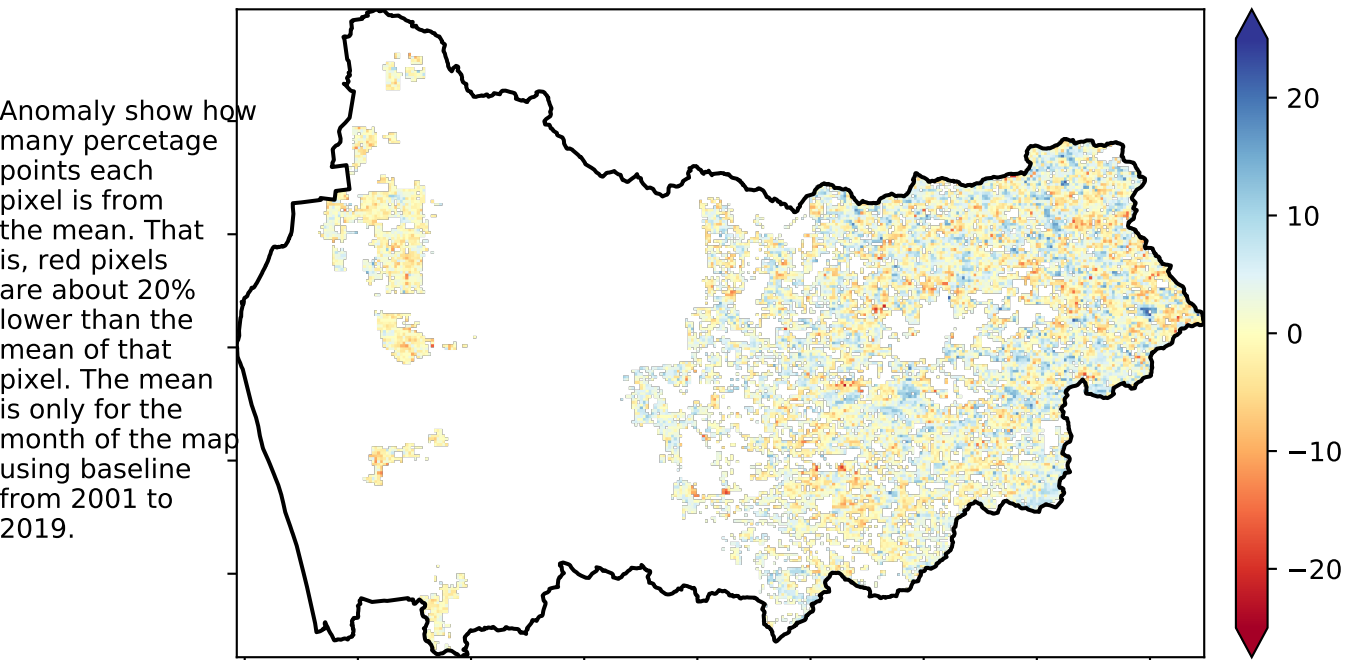 Anomaly show how
many percetage
points each
pixel is from
the mean. That
is, red pixels
are about 20%
lower than the
mean of that
pixel. The mean
is only for the
month of the map
using baseline
from 2001 to
2019.
20
10
0
−10
−20